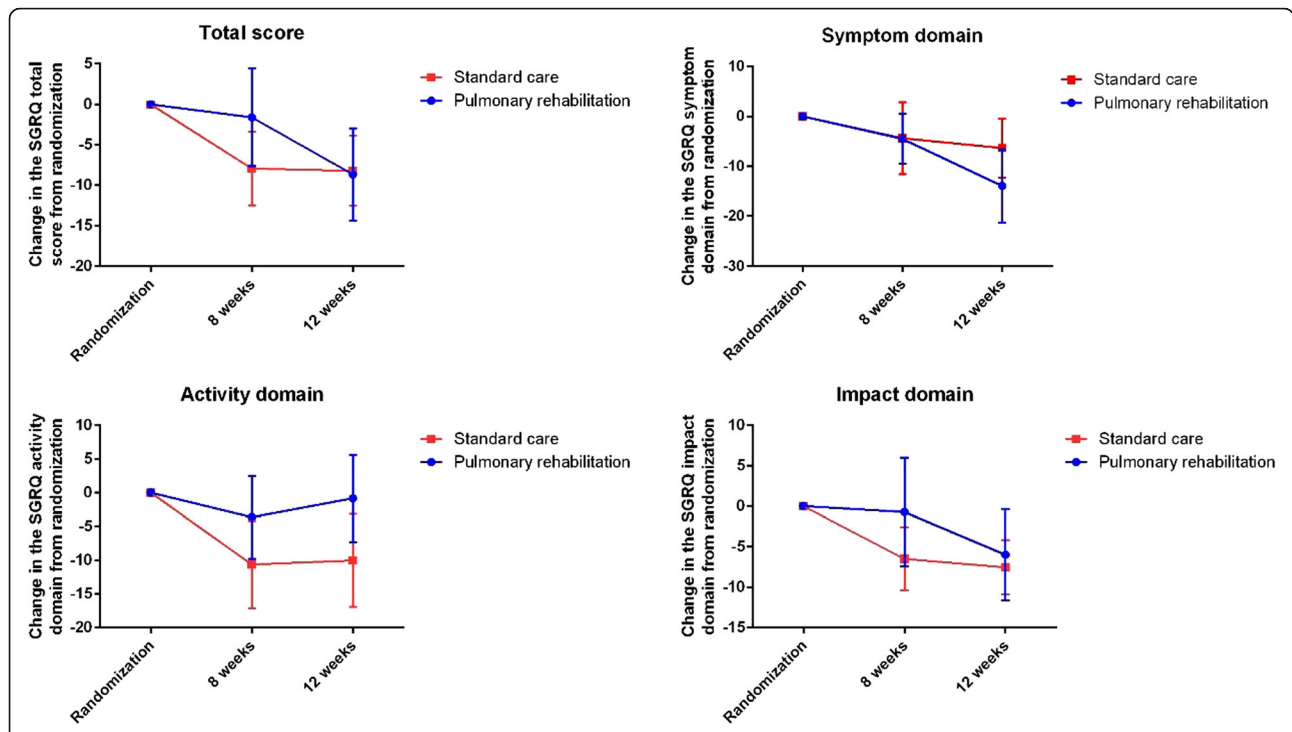 Total score
Change in the SGRQ total
score from randomization
5
0
-5
-10
-15
-20
Randomization
8 weeks
12 weeks
Standard care
Pulmonary rehabilitation
Symptom domain
Change in the SGRQ symptom
domain from randomization
10
0
-10
-20
-30
Randomization
8 weeks
12 weeks
Standard care
Pulmonary rehabilitation
Activity domain
Change in the SGRQ activity
domain from randomization
10
5
0
-5
-10
-15
-20
Randomization
8 weeks
12 weeks
Standard care
Pulmonary rehabilitation
Impact domain
Change in the SGRQ impact
domain from randomization
10
5
0
-5
-10
-15
Randomization
8 weeks
12 weeks
Standard care
Pulmonary rehabilitation